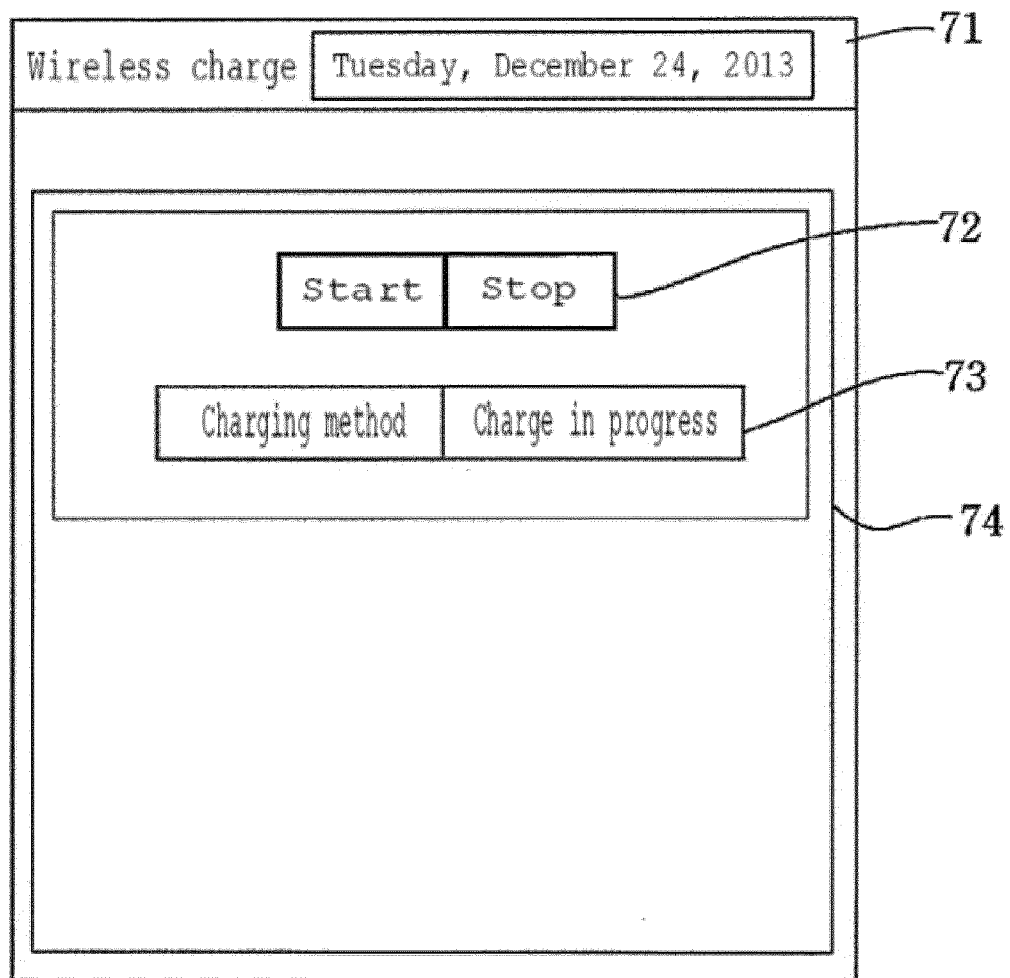 Wireless charge Tuesday, December 24, 2013
71
Start Stop
72
Charging method Charge in progress
73
74